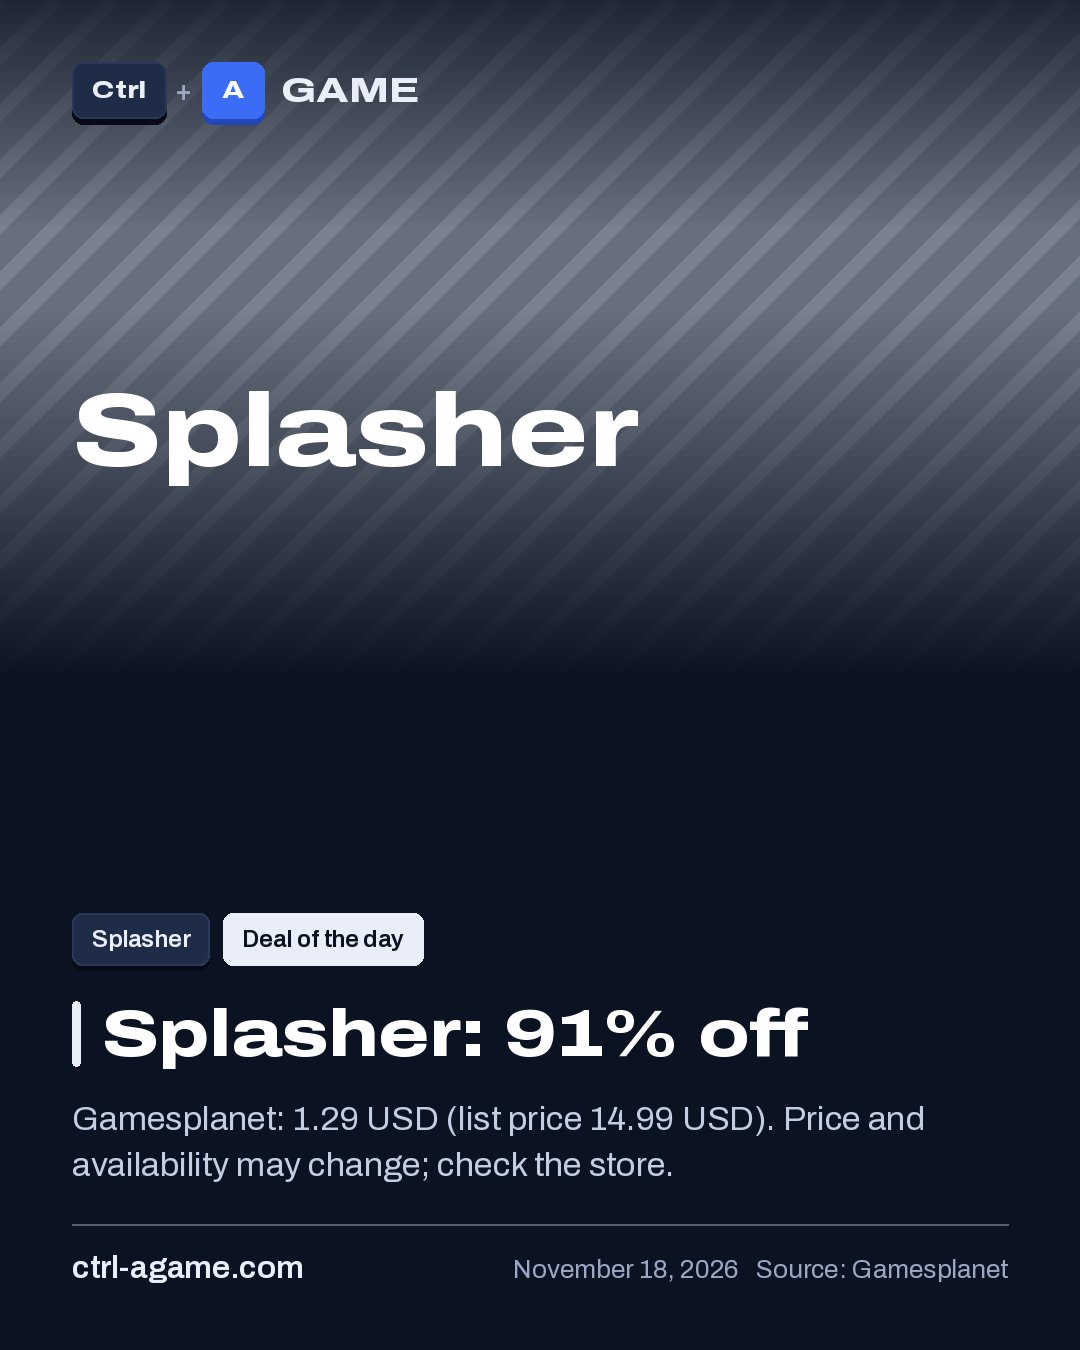 Ctrl + A GAME
Splasher
Splasher Deal of the day
Splasher: 91% off
Gamesplanet: 1.29 USD (list price 14.99 USD). Price and
availability may change; check the store.
ctrl-agame.com November 18, 2026 Source: Gamesplanet